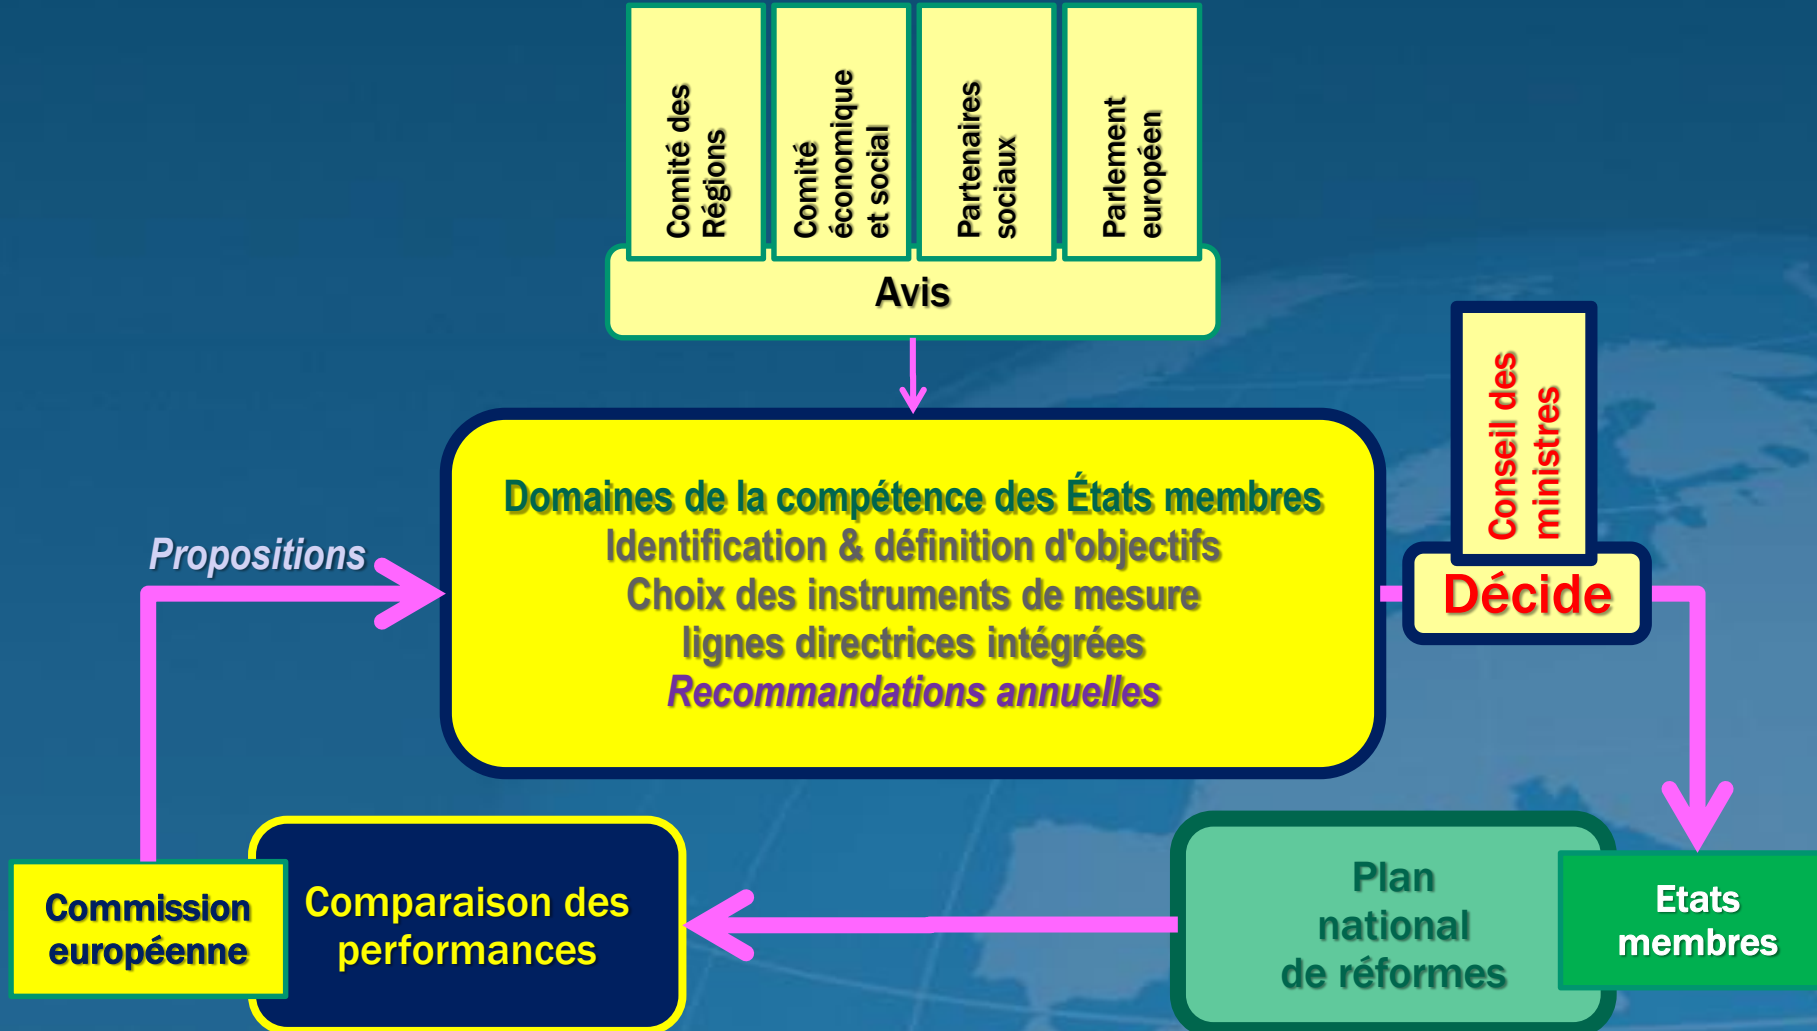 Comité des
Régions
Comité
économique
et social
Partenaires
sociaux
Parlement
européen
Avis
Conseil des
ministres
Décide
Propositions
Domaines de la compétence des États membres
Identification & définition d'objectifs
Choix des instruments de mesure
lignes directrices intégrées
Recommandations annuelles
Commission
européenne
Comparaison des
performances
Plan
national
de réformes
Etats
membres